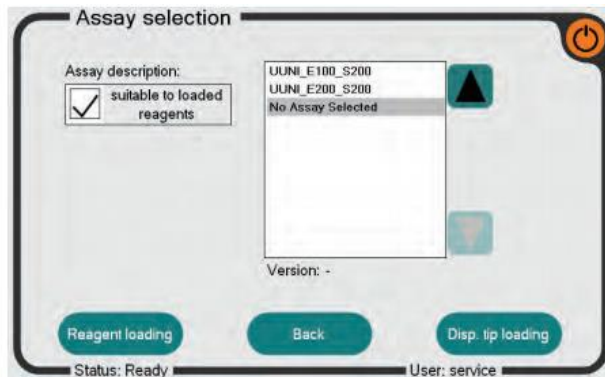 Assay selection
Assay description:
suitable to loaded
reagents
UUNI_E100_S200
UUNI_E200_S200
No Assay Selected
Version: -
Reagent loading
Back
Disp. tip loading
Status: Ready
User: service